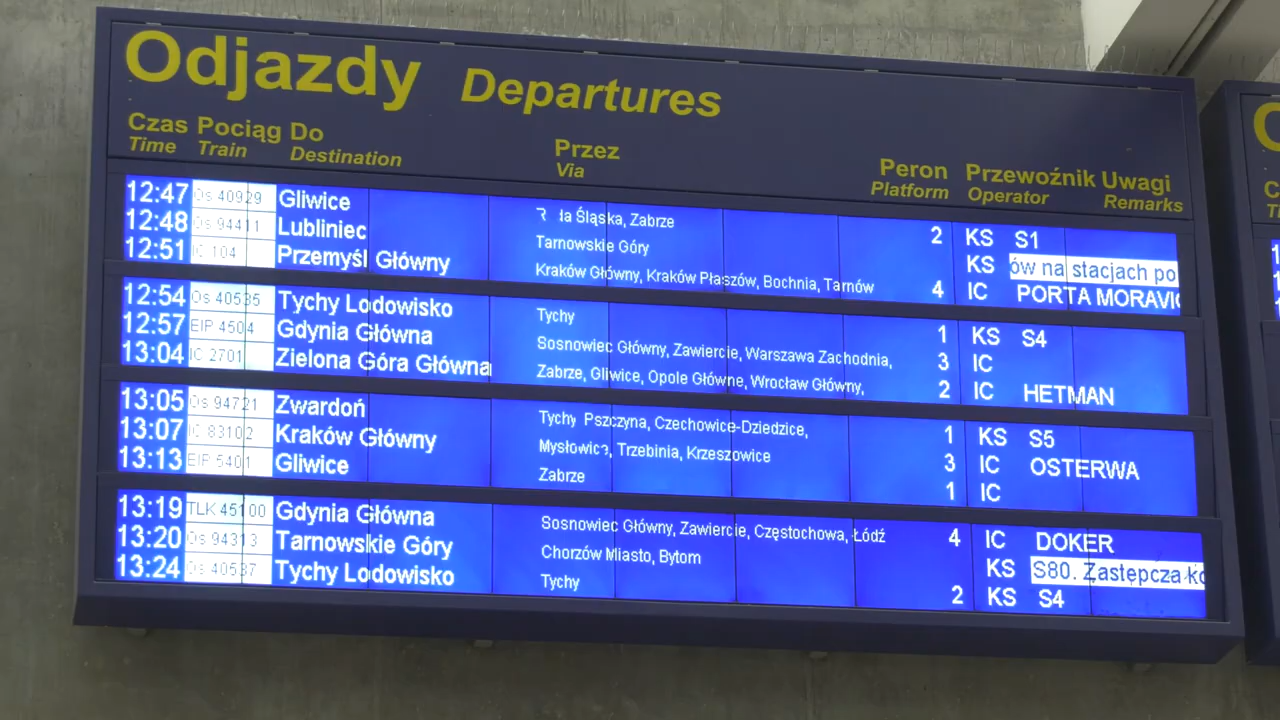 Odjazdy Departures
Czas Pociąg Do Przez Peron Przewoźnik Uwagi
Time Train Destination Via Platform Operator Remarks
12:47 Os 40929 Gliwice Śląska, Zabrze 2 KS S1
12:48 Os 94411 Lubliniec Tarnowskie Góry KS ów na stacjach po
12:51 IC 104 Przemyśl Główny Kraków Główny, Kraków Płaszów, Bochnia, Tarnów 4 IC PORTA MORAVIC
12:54 Os 40535 Tychy Lodowisko Tychy 1 KS S4
12:57 EIP 4504 Gdynia Główna Sosnowiec Główny, Zawiercie, Warszawa Zachodnia, 3 IC
13:04 IC 2701 Zielona Góra Główna Zabrze, Gliwice, Opole Główne, Wrocław Główny, 2 IC HETMAN
13:05 Os 94721 Zwardoń Tychy Pszczyna, Czechowice-Dziedzice, 1 KS S5
13:07 IC 83102 Kraków Główny Mysłowice, Trzebinia, Krzeszowice 3 IC OSTERWA
13:13 EIP 5401 Gliwice Zabrze 1 IC
13:19 TLK 45100 Gdynia Główna Sosnowiec Główny, Zawiercie, Częstochowa, Łódź 4 IC DOKER
13:20 Os 94313 Tarnowskie Góry Chorzów Miasto, Bytom KS S80. Zastępcza ko
13:24 Os 40537 Tychy Lodowisko Tychy 2 KS S4